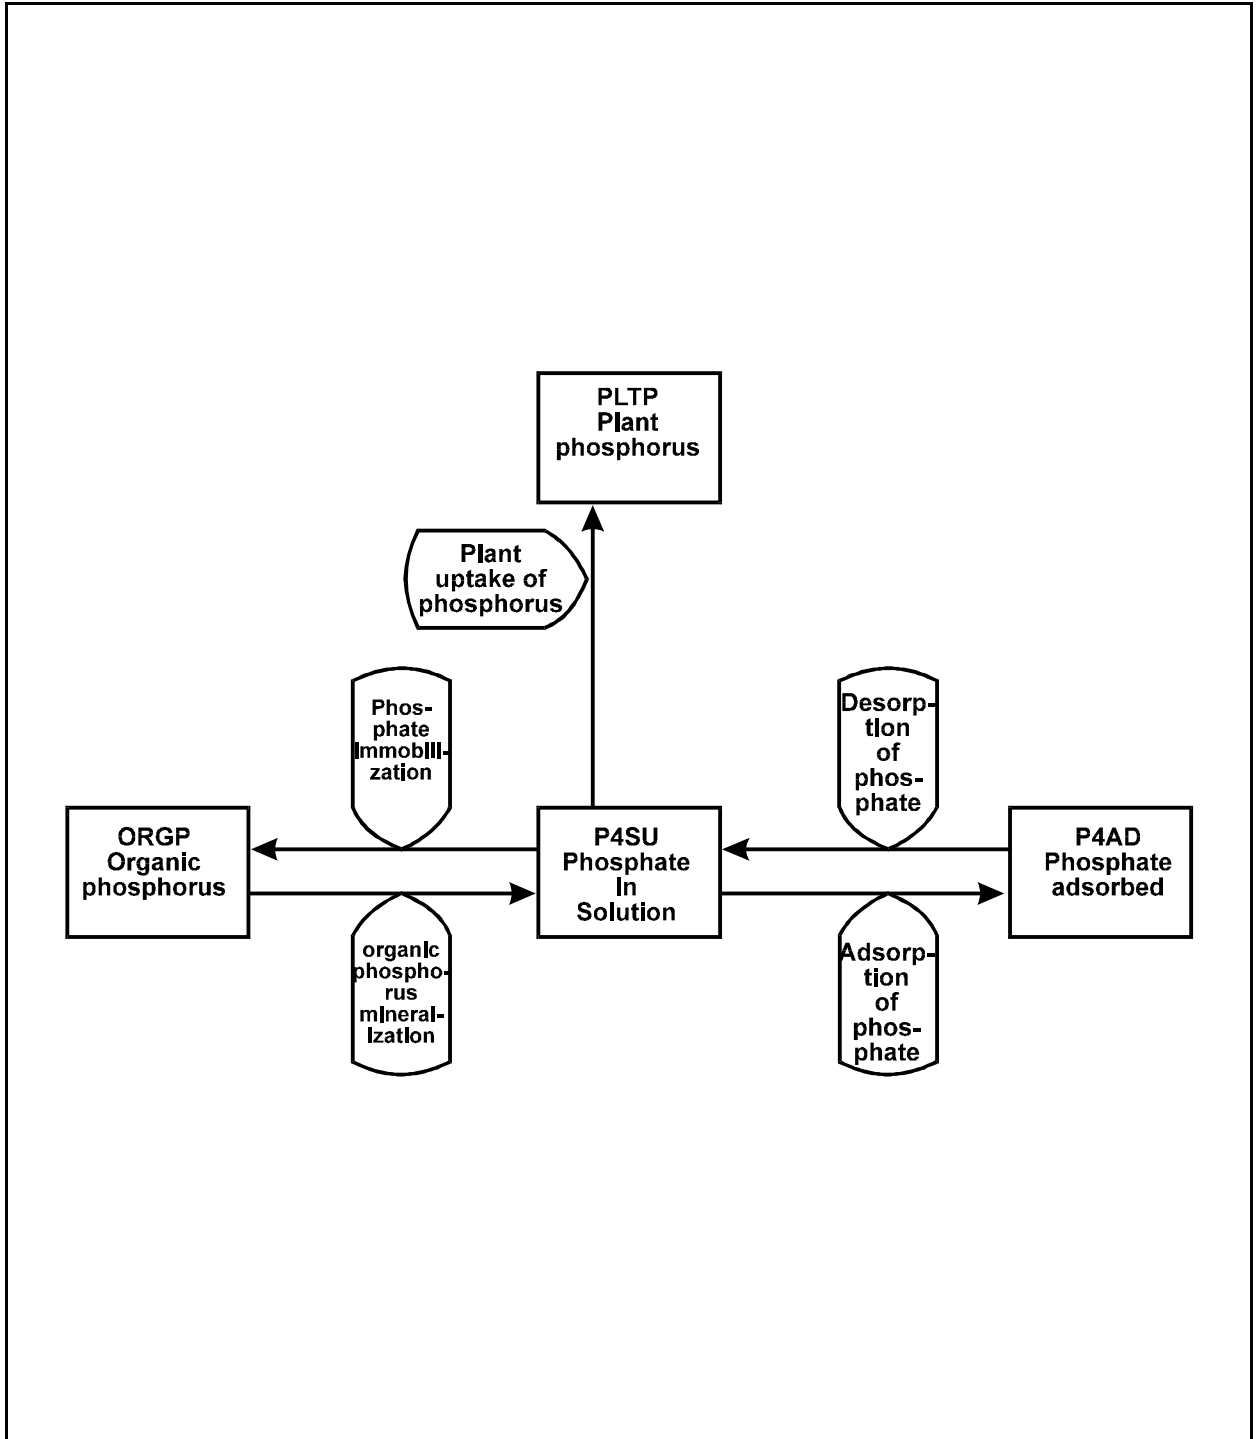 PLTP
Plant
phosphorus
Plant
uptake of
phosphorus
Phos-
phate
Immobili-
zation
Desorp-
tion
of
phos-
phate
ORGP
Organic
phosphorus
P4SU
Phosphate
In
Solution
P4AD
Phosphate
adsorbed
organic
phospho-
rus
mineral-
ization
Adsorp-
tion
of
phos-
phate